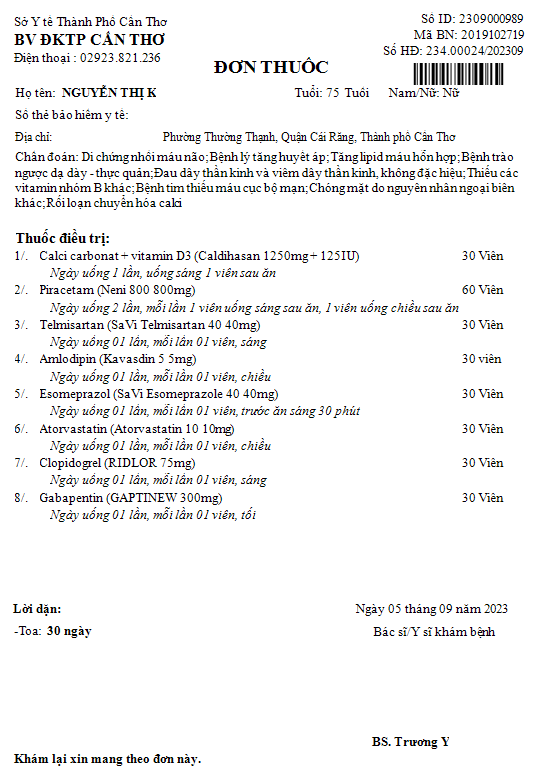 Sở Y tế Thành Phố Cần Thơ
Số ID: 2309000989
BV ĐKTP CẦN THƠ
Mã BN: 2019102719
Điện thoại : 02923.821.236
Số HĐ: 234.00024/202309
ĐƠN THUỐC
Họ tên: NGUYỄN THỊ K Tuổi: 75 Tuổi Nam/Nữ: Nữ
Số thẻ bảo hiểm y tế:
Địa chỉ: Phường Thường Thạnh, Quận Cái Răng, Thành phố Cần Thơ
Chẩn đoán: Di chứng nhồi máu não; Bệnh lý tăng huyết áp; Tăng lipid máu hỗn hợp; Bệnh trào
ngược dạ dày - thực quản; Đau dây thần kinh và viêm dây thần kinh, không đặc hiệu; Thiếu các
vitamin nhóm B khác; Bệnh tim thiếu máu cục bộ mạn; Chóng mặt do nguyên nhân ngoại biên
khác; Rối loạn chuyển hóa caki
Thuốc điều trị:
1/. Calci carbonat + vitamin D3 (Caldihasan 1250mg + 125IU) 30 Viên
Ngày uống 1 lần, uống sáng 1 viên sau ăn
2/. Piracetam (Neni 800 800mg) 60 Viên
Ngày uống 2 lần, mỗi lần 1 viên uống sáng sau ăn, 1 viên uống chiều sau ăn
3/. Telmisartan (SaVi Telmisartan 40 40mg) 30 Viên
Ngày uống 01 lần, mỗi lần 01 viên, sáng
4/. Amlodipin (Kavasdin 5 5mg) 30 viên
Ngày uống 01 lần, mỗi lần 01 viên, chiều
5/. Esomeprazol (SaVi Esomeprazole 40 40mg) 30 Viên
Ngày uống 01 lần, mỗi lần 01 viên, trước ăn sáng 30 phút
6/. Atorvastatin (Atorvastatin 10 10mg) 30 Viên
Ngày uống 01 lần, mỗi lần 01 viên, chiều
7/. Clopidogrel (RIDLOR 75mg) 30 Viên
Ngày uống 01 lần, mỗi lần 01 viên, sáng
8/. Gabapentin (GAPTINEW 300mg) 30 Viên
Ngày uống 01 lần, mỗi lần 01 viên, tối
Lời dặn: Ngày 05 tháng 09 năm 2023
-Toa: 30 ngày Bác sĩ/Y sĩ khám bệnh
BS. Trương Y
Khám lại xin mang theo đơn này.